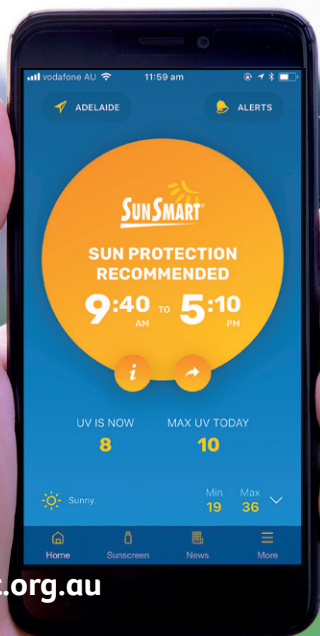 vodafone AU 11:59 am
ADELAIDE ALERTS
SunSmart
SUN PROTECTION
RECOMMENDED
9:40 AM TO 5:10 PM
i
UV IS NOW MAX UV TODAY
8 10
Sunny. Min 19 Max 36
Home Sunscreen News More
.org.au